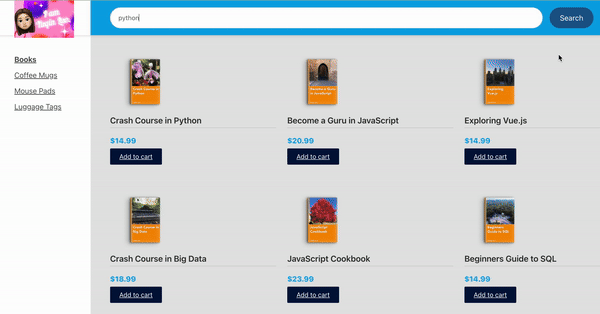 I am
Yuqin Luo
python
Search
Books
Coffee Mugs
Mouse Pads
Luggage Tags
Crash Course in
Python
Become a Guru
in JavaScript
Exploring
Vue.js
Crash Course in Python
Become a Guru in JavaScript
Exploring Vue.js
$14.99
$20.99
$14.99
Add to cart
Add to cart
Add to cart
Crash Course in
Big Data
JavaScript
Cookbook
Beginners
Guide to SQL
Crash Course in Big Data
JavaScript Cookbook
Beginners Guide to SQL
$18.99
$23.99
$14.99
Add to cart
Add to cart
Add to cart